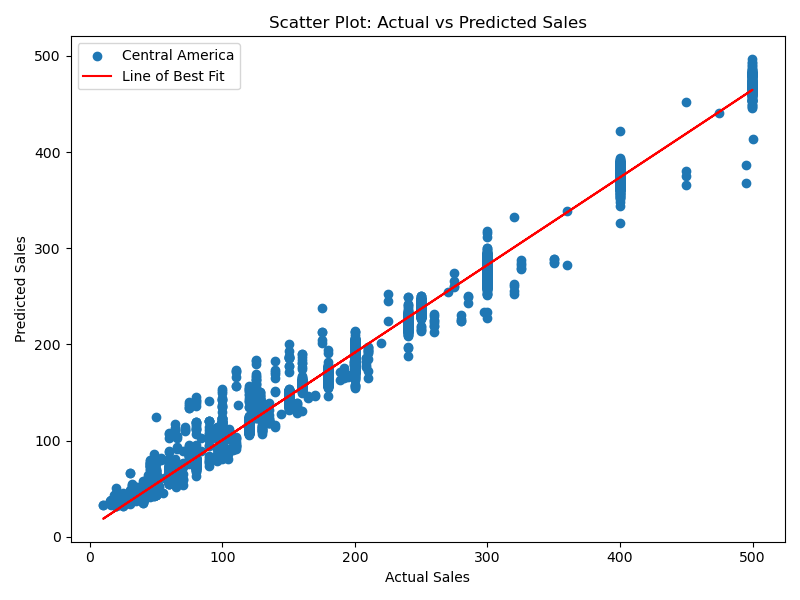 Scatter Plot: Actual vs Predicted Sales
Central America
Line of Best Fit
500
400
300
200
100
0
Predicted Sales
0 100 200 300 400 500
Actual Sales